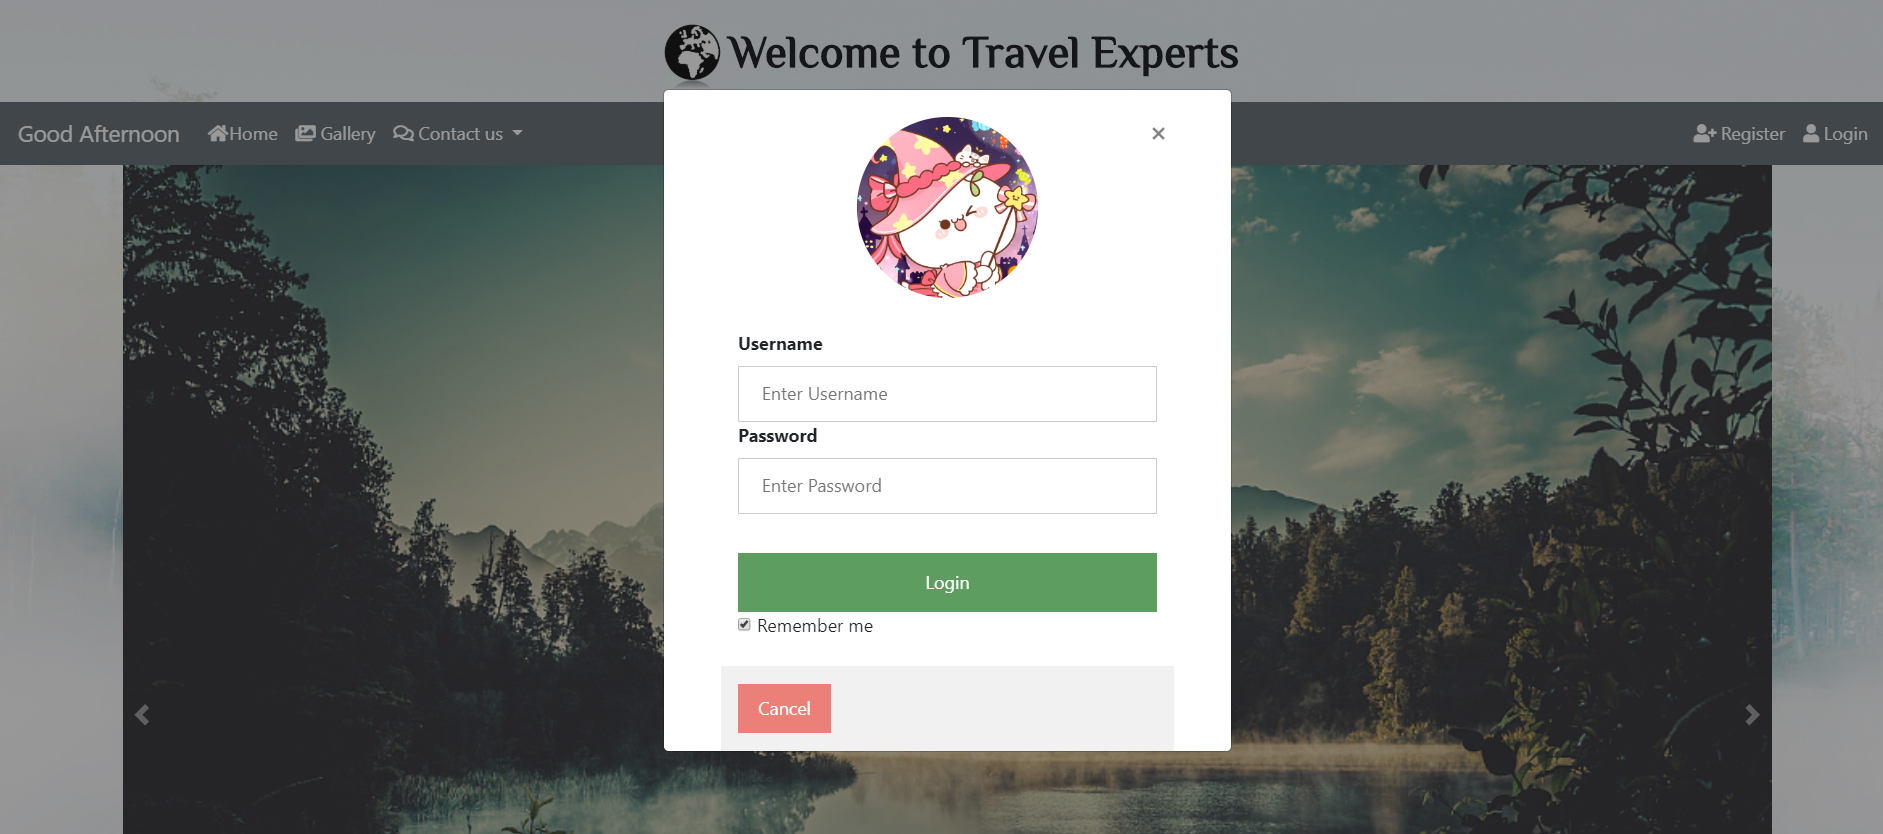 Welcome to Travel Experts
Good Afternoon Home Gallery Contact us Register Login
×
Username
Enter Username
Password
Enter Password
Login
Remember me
Cancel